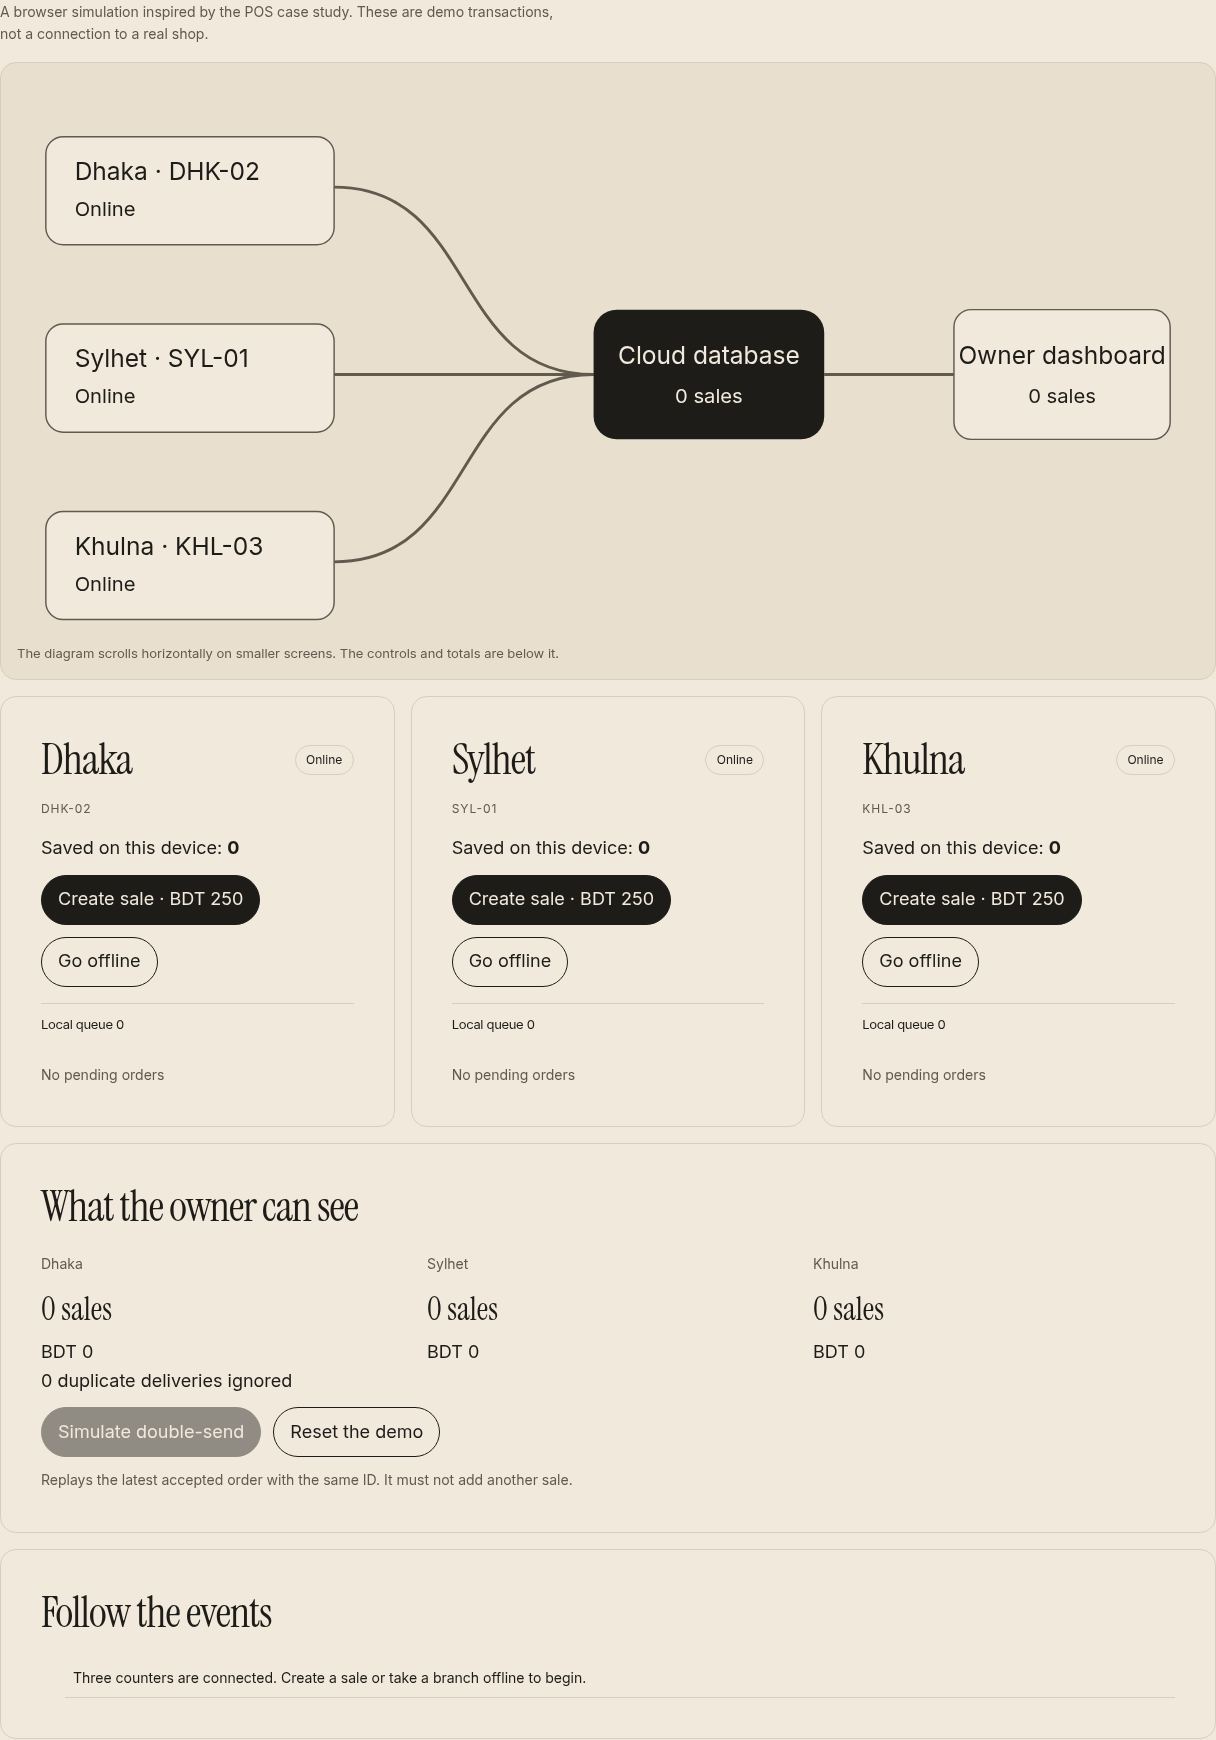 A browser simulation inspired by the POS case study. These are demo transactions,
not a connection to a real shop.
Dhaka · DHK-02
Online
Sylhet · SYL-01
Online
Khulna · KHL-03
Online
Cloud database
0 sales
Owner dashboard
0 sales
The diagram scrolls horizontally on smaller screens. The controls and totals are below it.
Dhaka
Online
DHK-02
Saved on this device: 0
Create sale · BDT 250
Go offline
Local queue 0
No pending orders
Sylhet
Online
SYL-01
Saved on this device: 0
Create sale · BDT 250
Go offline
Local queue 0
No pending orders
Khulna
Online
KHL-03
Saved on this device: 0
Create sale · BDT 250
Go offline
Local queue 0
No pending orders
What the owner can see
Dhaka
0 sales
BDT 0
Sylhet
0 sales
BDT 0
Khulna
0 sales
BDT 0
0 duplicate deliveries ignored
Simulate double-send
Reset the demo
Replays the latest accepted order with the same ID. It must not add another sale.
Follow the events
Three counters are connected. Create a sale or take a branch offline to begin.